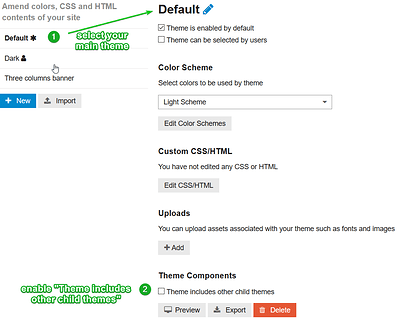 Amend colors, CSS and HTML
contents of your site
Default
1
select your
main theme
Dark
Three columns banner
New
Import
Default
Theme is enabled by default
Theme can be selected by users
Color Scheme
Select colors to be used by theme
Light Scheme
Edit Color Schemes
Custom CSS/HTML
You have not edited any CSS or HTML
Edit CSS/HTML
Uploads
You can upload assets associated with your theme such as fonts and images
Add
Theme Components
enable "Theme includes
other child themes"
2
Theme includes other child themes
Preview
Export
Delete